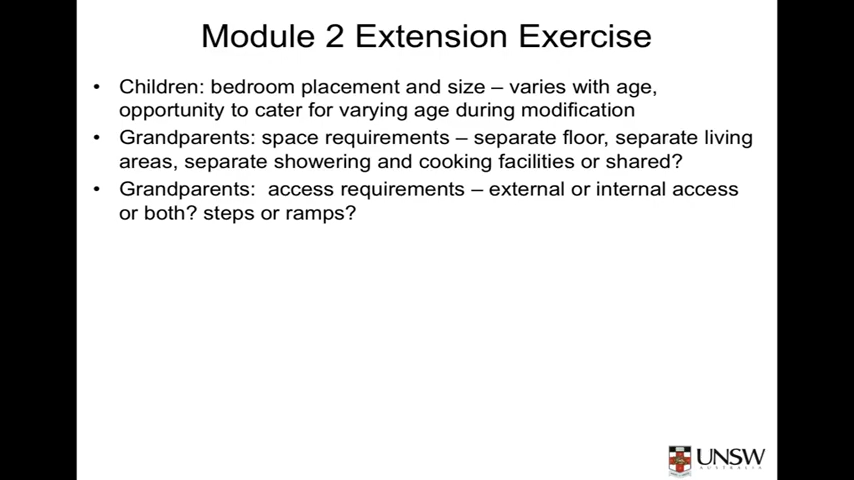 Module 2 Extension Exercise
• Children: bedroom placement and size – varies with age,
opportunity to cater for varying age during modification
• Grandparents: space requirements – separate floor, separate living
areas, separate showering and cooking facilities or shared?
• Grandparents:  access requirements – external or internal access
or both? steps or ramps?
UNSW
AUSTRALIA